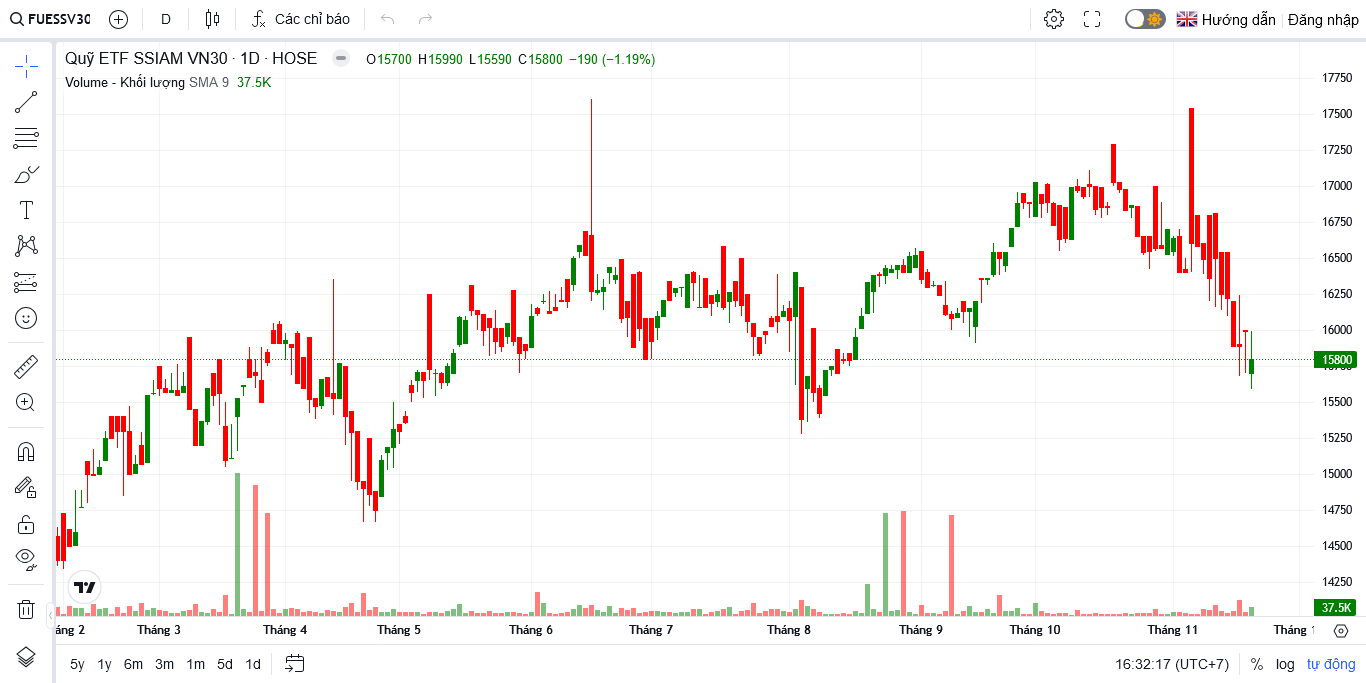 FUESSV30 D Các chỉ báo Hướng dẫn Đăng nhập
Quỹ ETF SSIAM VN30 · 1D · HOSE O15700 H15990 L15590 C15800 −190 (−1.19%)
Volume - Khối lượng SMA 9 37.5K
17750
17500
17250
17000
16750
16500
16250
16000
15800
15500
15250
15000
14750
14500
14250
37.5K
áng 2 Tháng 3 Tháng 4 Tháng 5 Tháng 6 Tháng 7 Tháng 8 Tháng 9 Tháng 10 Tháng 11 Tháng 1
5y 1y 6m 3m 1m 5d 1d 16:32:17 (UTC+7) % log tự động